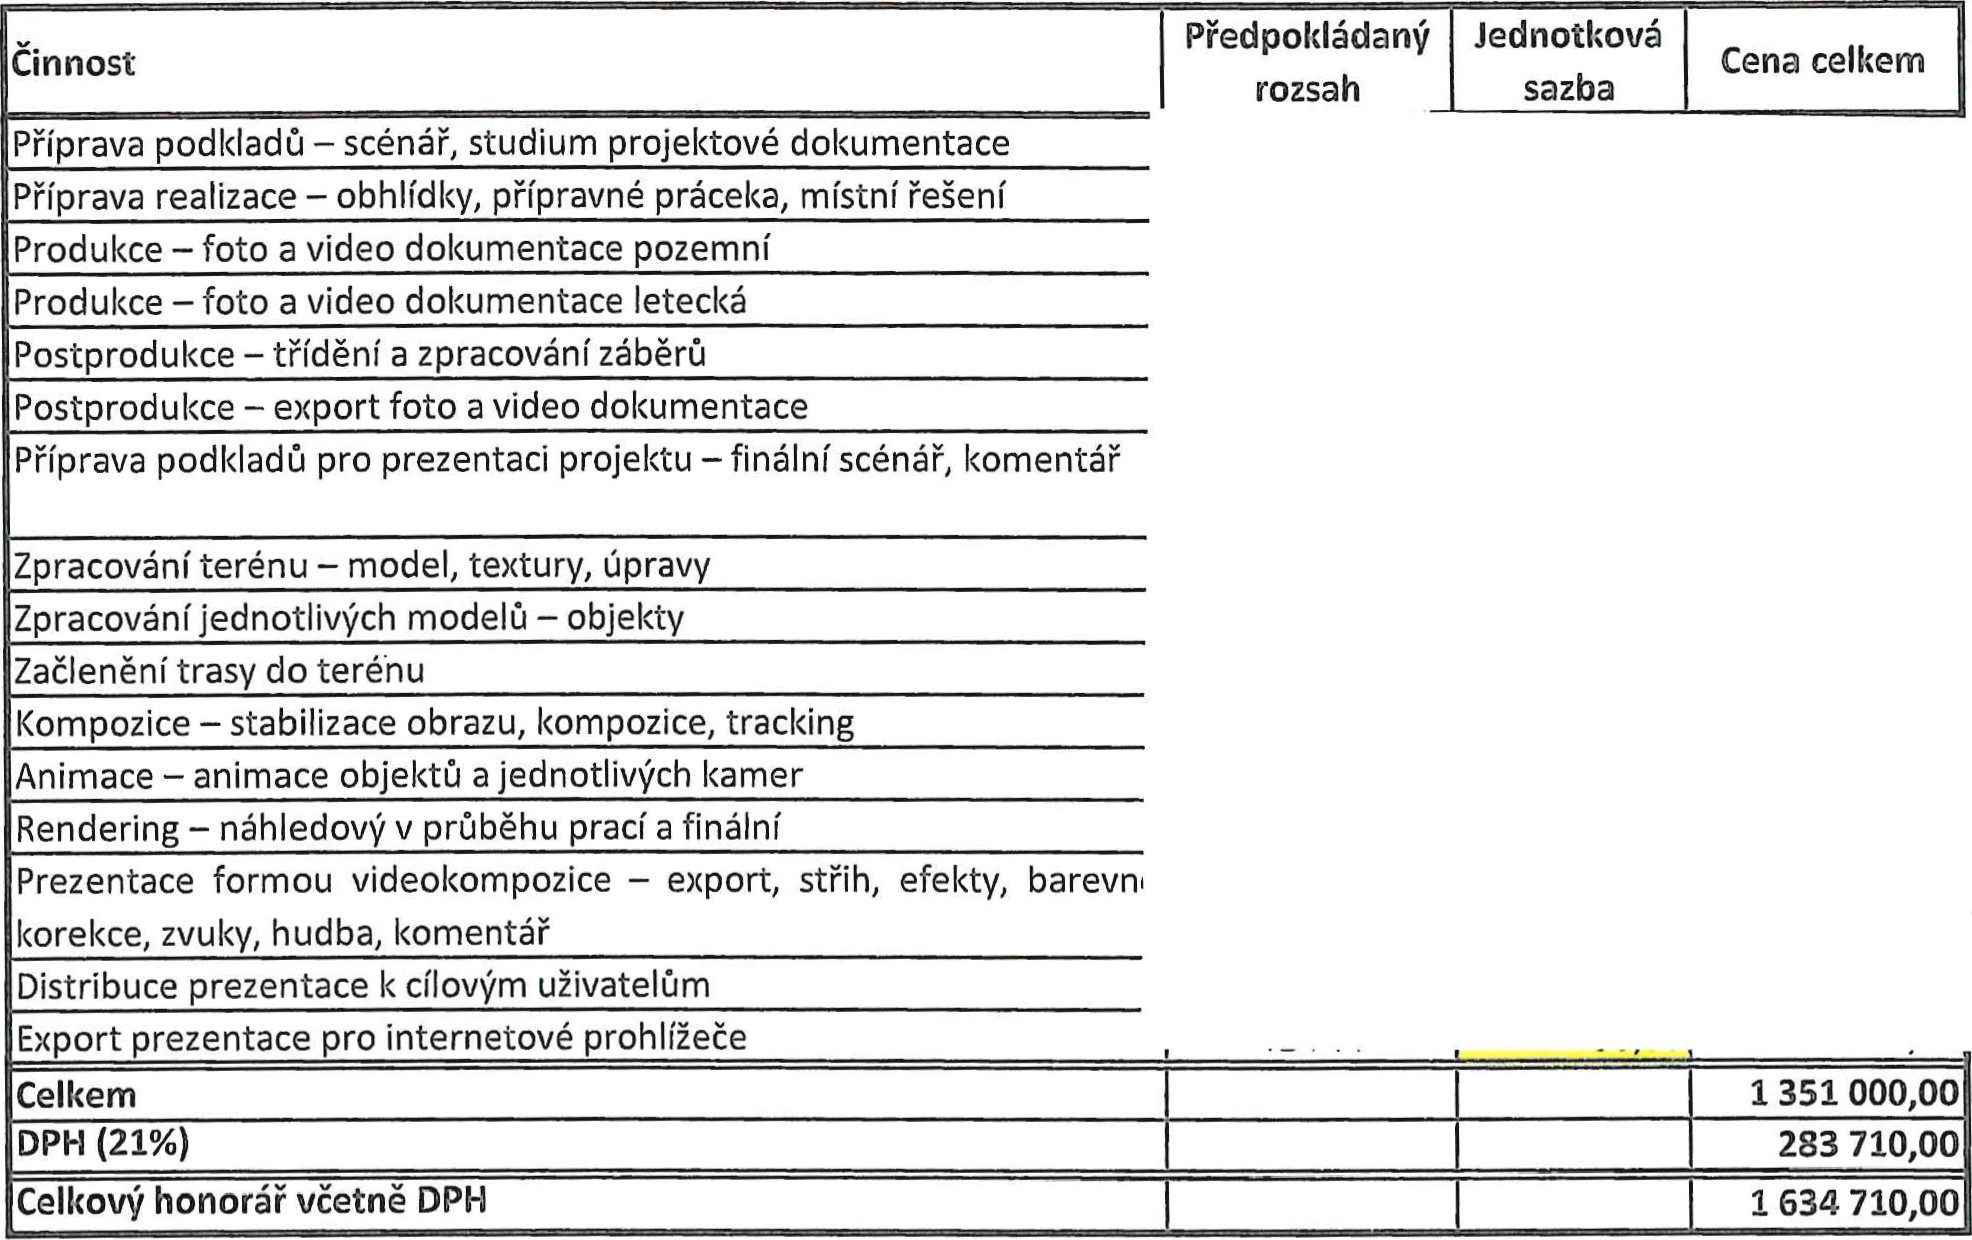 Činnost Předpokládaný rozsah Jednotková sazba Cena celkem
Příprava podkladů – scénář, studium projektové dokumentace
Příprava realizace – obhlídky, přípravné práceka, místní řešení
Produkce – foto a video dokumentace pozemní
Produkce – foto a video dokumentace letecká
Postprodukce – třídění a zpracování záběrů
Postprodukce – export foto a video dokumentace
Příprava podkladů pro prezentaci projektu – finální scénář, komentář
Zpracování terénu – model, textury, úpravy
Zpracování jednotlivých modelů – objekty
Začlenění trasy do terénu
Kompozice – stabilizace obrazu, kompozice, tracking
Animace – animace objektů a jednotlivých kamer
Rendering – náhledový v průběhu prací a finální
Prezentace formou videokompozice – export, střih, efekty,
korekce, zvuky, hudba, komentář
Distribuce prezentace k cílovým uživatelům
Export prezentace pro internetové prohlížeče
Celkem 1 351 000,00
DPH (21%) 283 710,00
Celkový honorář včetně DPH 1 634 710,00